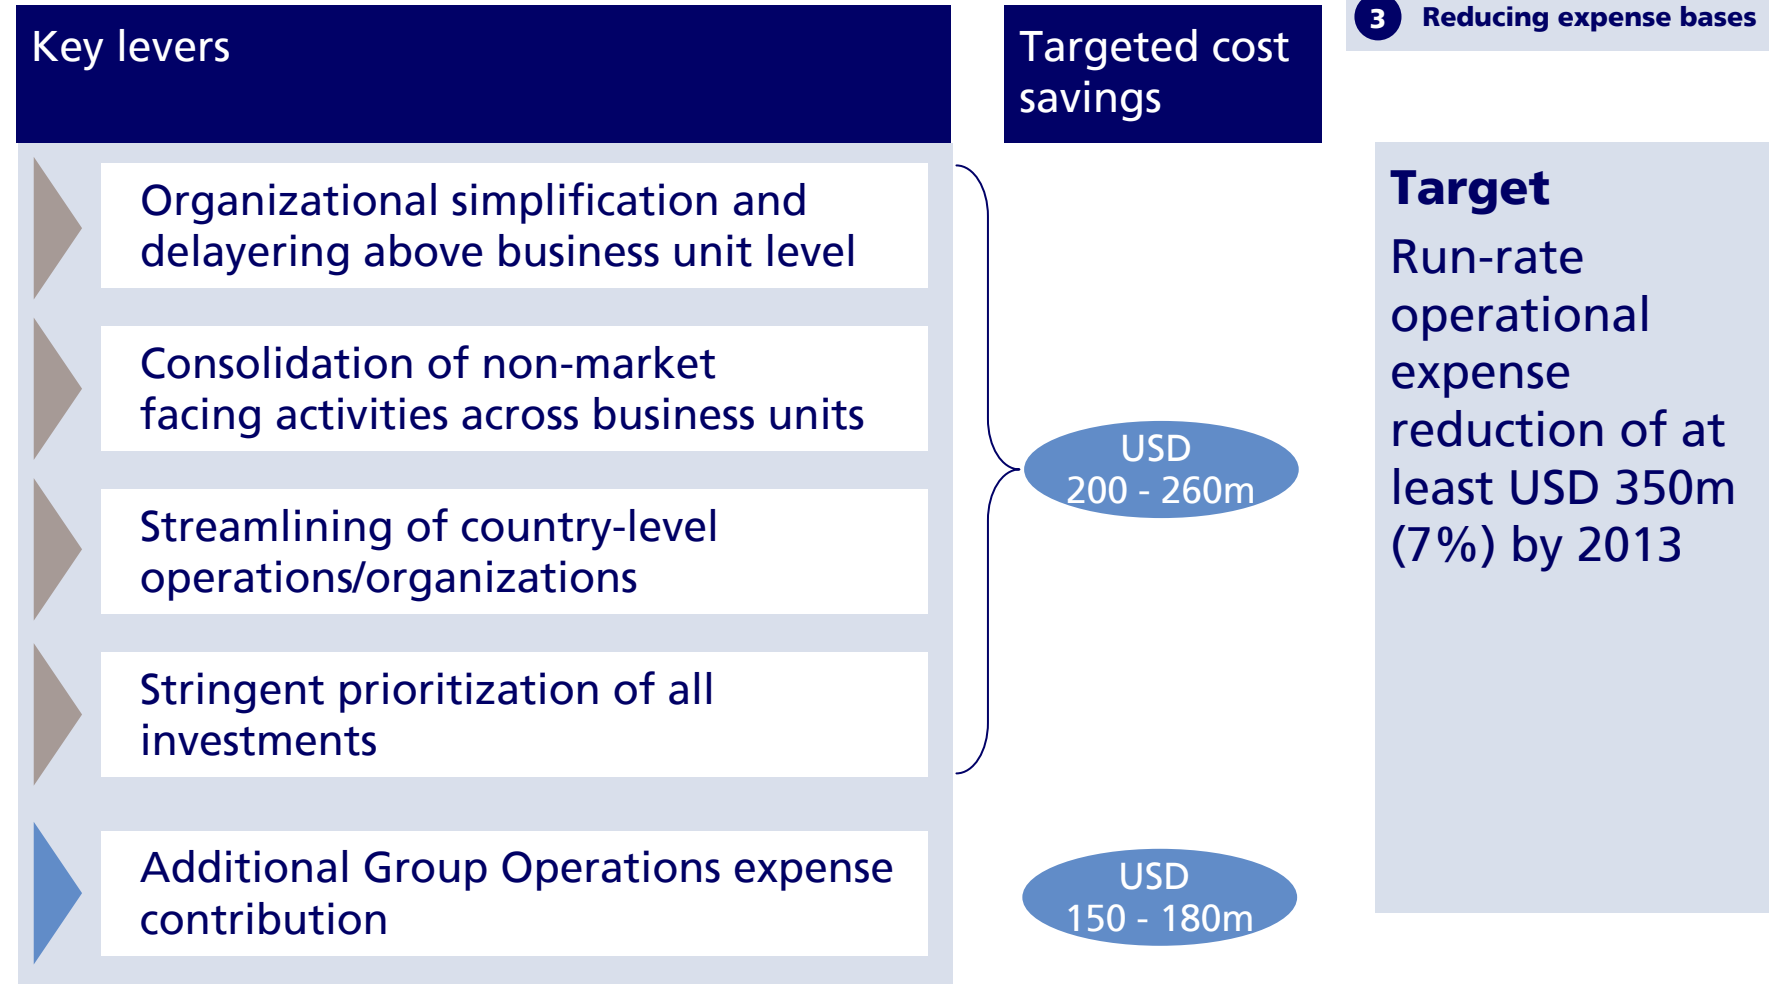 3 Reducing expense bases
Key levers
Targeted cost
savings
Organizational simplification and
delayering above business unit level
Consolidation of non-market
facing activities across business units
Streamlining of country-level
operations/organizations
Stringent prioritization of all
investments
USD
200 - 260m
Additional Group Operations expense
contribution
USD
150 - 180m
Target
Run-rate
operational
expense
reduction of at
least USD 350m
(7%) by 2013